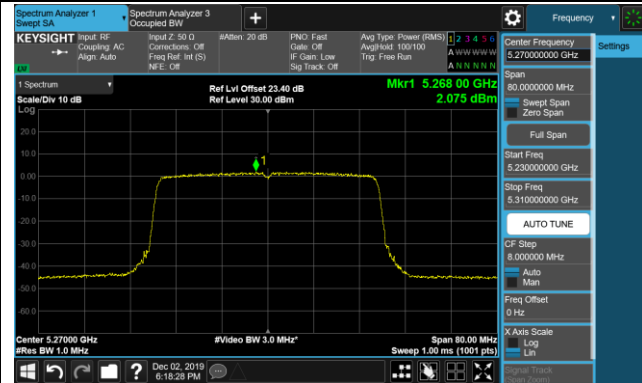 Spectrum Analyzer 1
Swept SA
Spectrum Analyzer 3
Occupied BW
+
Frequency
KEYSIGHT
Input: RF
Coupling: AC
Align: Auto
Input Z: 50 Ω
Corrections: Off
Freq Ref: Int (S)
NFE: Off
#Atten: 20 dB
PNO: Fast
Gate: Off
IF Gain: Low
Sig Track: Off
Avg Type: Power (RMS)
Avg|Hold: 100/100
Trig: Free Run
1 2 3 4 5 6
A W W W W W
A N N N N N
LXI
1 Spectrum
Scale/Div 10 dB
Ref Lvl Offset 23.40 dB
Ref Level 30.00 dBm
Mkr1 5.268 00 GHz
2.075 dBm
Log
20.0
10.0
0.00
-10.0
-20.0
-30.0
-40.0
-50.0
-60.0
1
Center 5.27000 GHz
#Res BW 1.0 MHz
#Video BW 3.0 MHz*
Span 80.00 MHz
Sweep 1.00 ms (1001 pts)
Center Frequency
5.270000000 GHz
Settings
Span
80.0000000 MHz
Swept Span
Zero Span
Full Span
Start Freq
5.230000000 GHz
Stop Freq
5.310000000 GHz
AUTO TUNE
CF Step
8.000000 MHz
Auto
Man
Freq Offset
0 Hz
X Axis Scale
Log
Lin
Signal Track
(Span Zoom)
?
Dec 02, 2019
6:18:28 PM